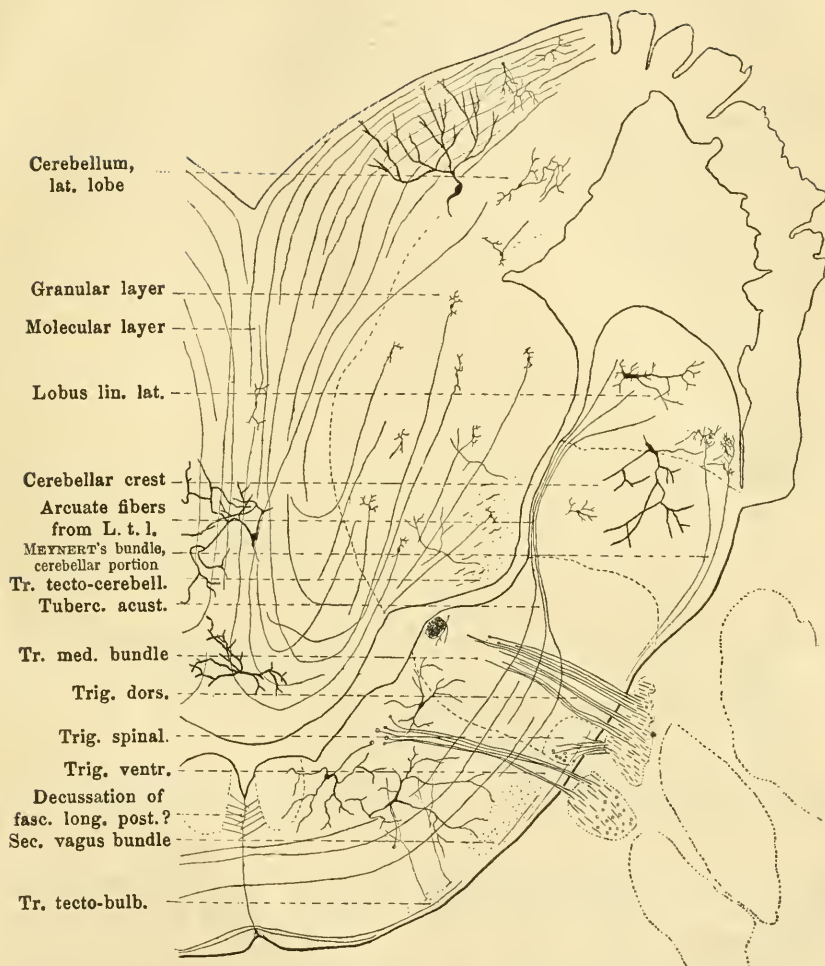 Cerebellum,
lat. lobe
Granular layer
Molecular layer
Lobus lin. lat.
Cerebellar crest
Arcuate fibers
from L. t. l.
MEYNERT's bundle,
cerebellar portion
Tr. tecto-cerebell.
Tuberc. acust.
Tr. med. bundle
Trig. dors.
Trig. spinal.
Trig. ventr.
Decussation of
fasc. long. post.?
Sec. vagus bundle
Tr. tecto-bulb.